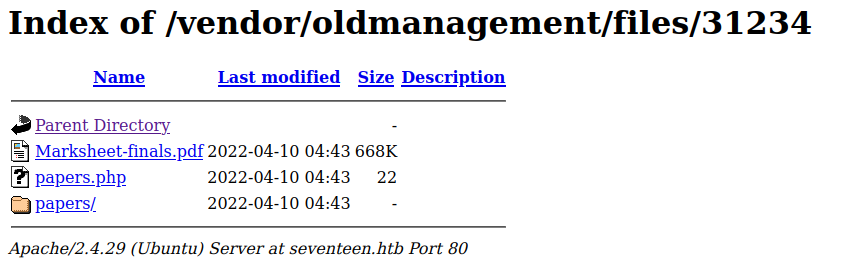 Index of /vendor/oldmanagement/files/31234
Name Last modified Size Description
Parent Directory -
Marksheet-finals.pdf 2022-04-10 04:43 668K
papers.php 2022-04-10 04:43 22
papers/ 2022-04-10 04:43 -
Apache/2.4.29 (Ubuntu) Server at seventeen.htb Port 80